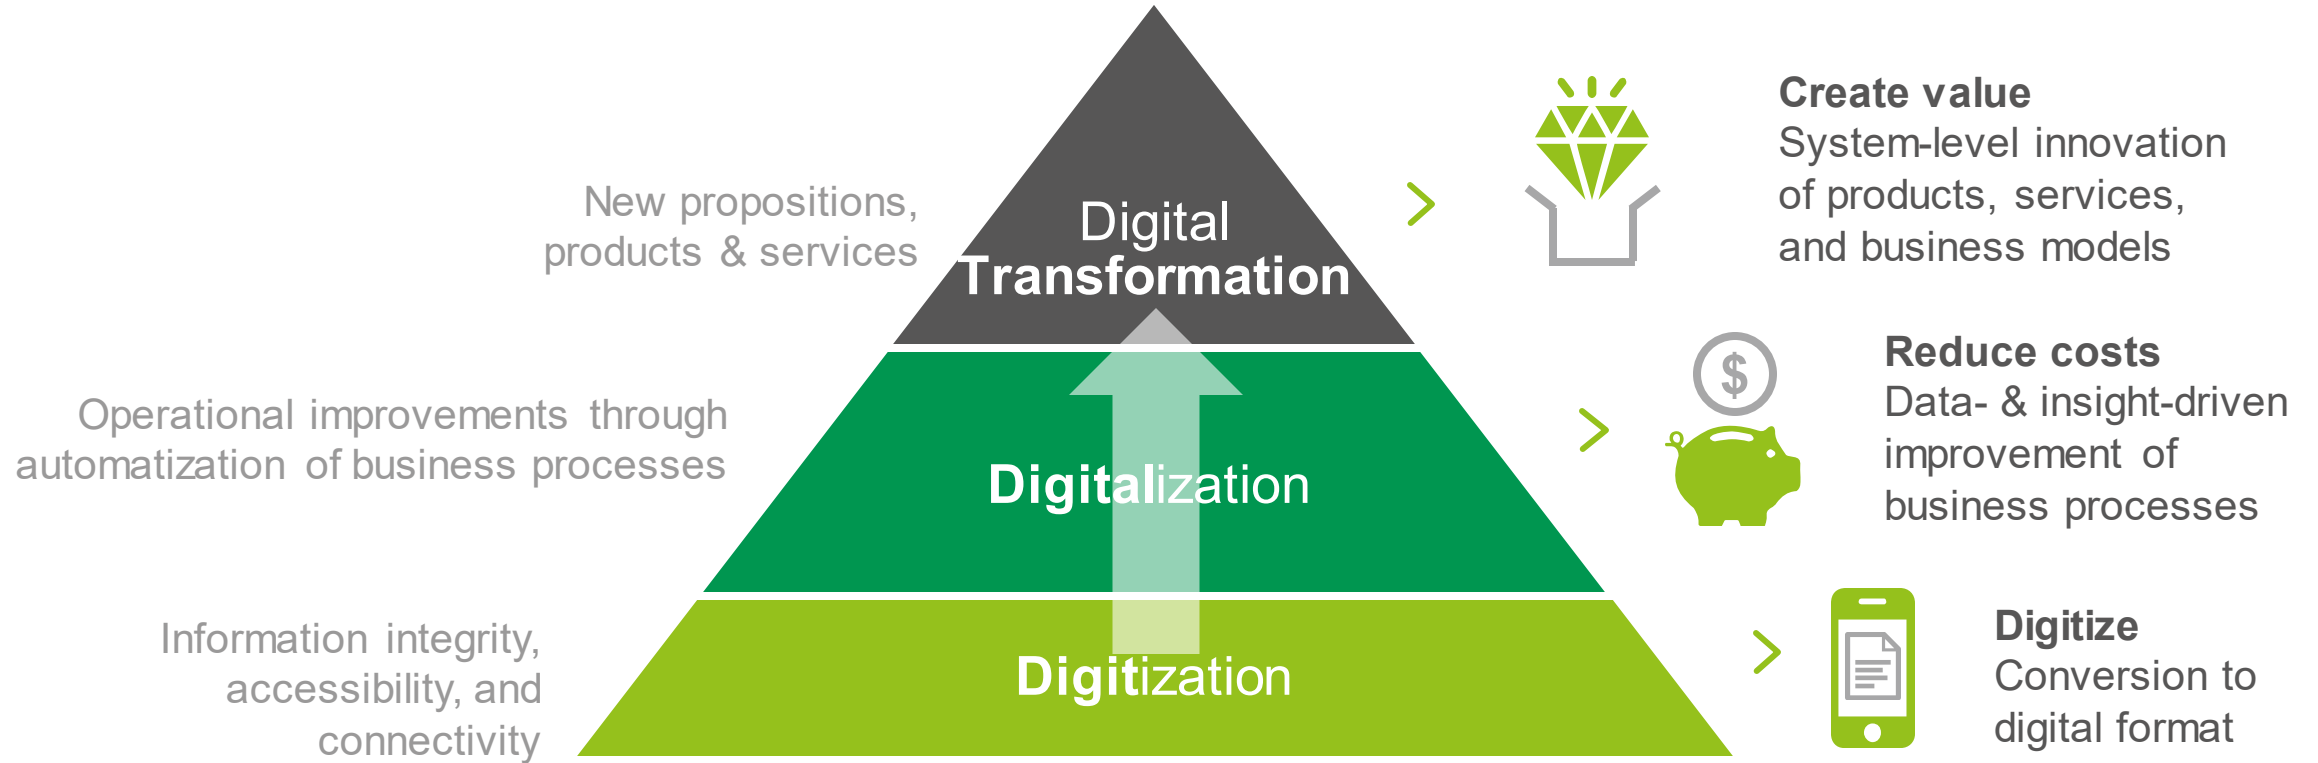 New propositions,
products & services
Digital
Transformation
Create value
System-level innovation
of products, services,
and business models
Operational improvements through
automatization of business processes
Digitalization
$
Reduce costs
Data- & insight-driven
improvement of
business processes
Information integrity,
accessibility, and
connectivity
Digitization
Digitize
Conversion to
digital format